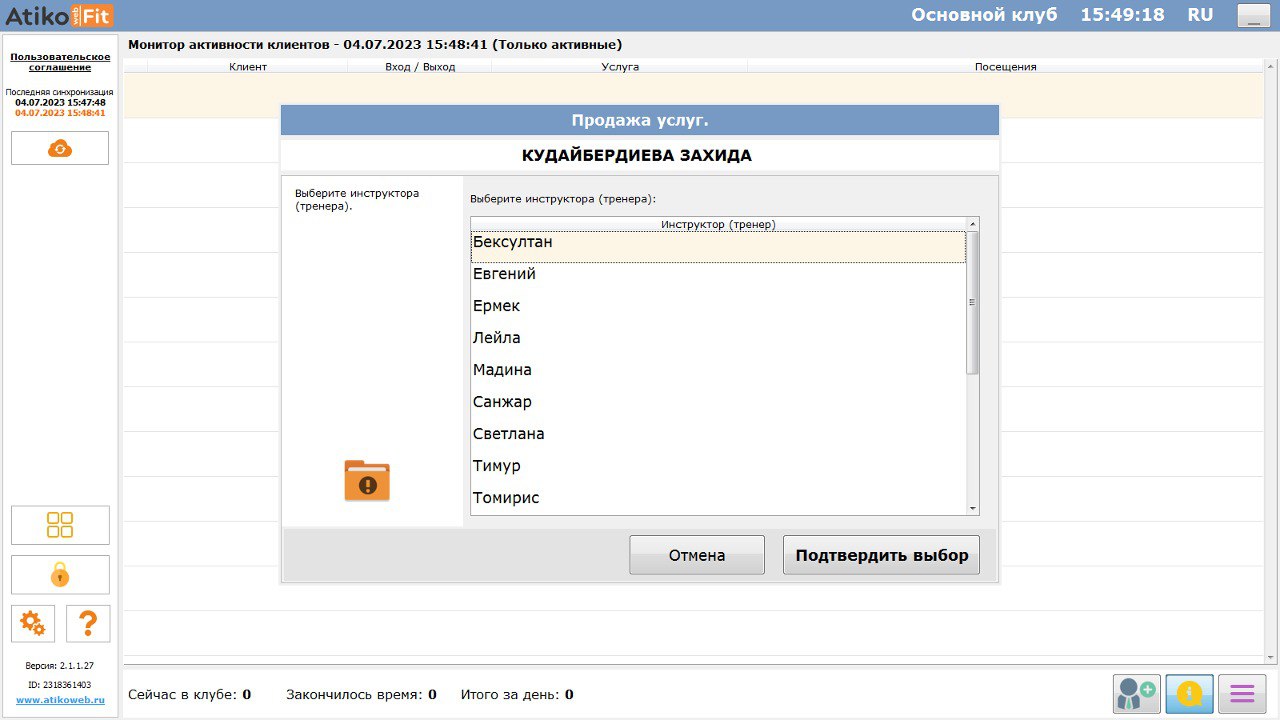 Atiko web Fit
Основной клуб 15:49:18 RU
Пользовательское
соглашение
Последняя синхронизация
04.07.2023 15:47:48
04.07.2023 15:48:41
Монитор активности клиентов - 04.07.2023 15:48:41 (Только активные)
Клиент Вход / Выход Услуга Посещения
Продажа услуг.
КУДАЙБЕРДИЕВА ЗАХИДА
Выберите инструктора
(тренера).
Выберите инструктора (тренера):
Инструктор (тренер)
Бексултан
Евгений
Ермек
Лейла
Мадина
Санжар
Светлана
Тимур
Томирис
Отмена
Подтвердить выбор
Версия: 2.1.1.27
ID: 2318361403
www.atikoweb.ru
Сейчас в клубе: 0 Закончилось время: 0 Итого за день: 0